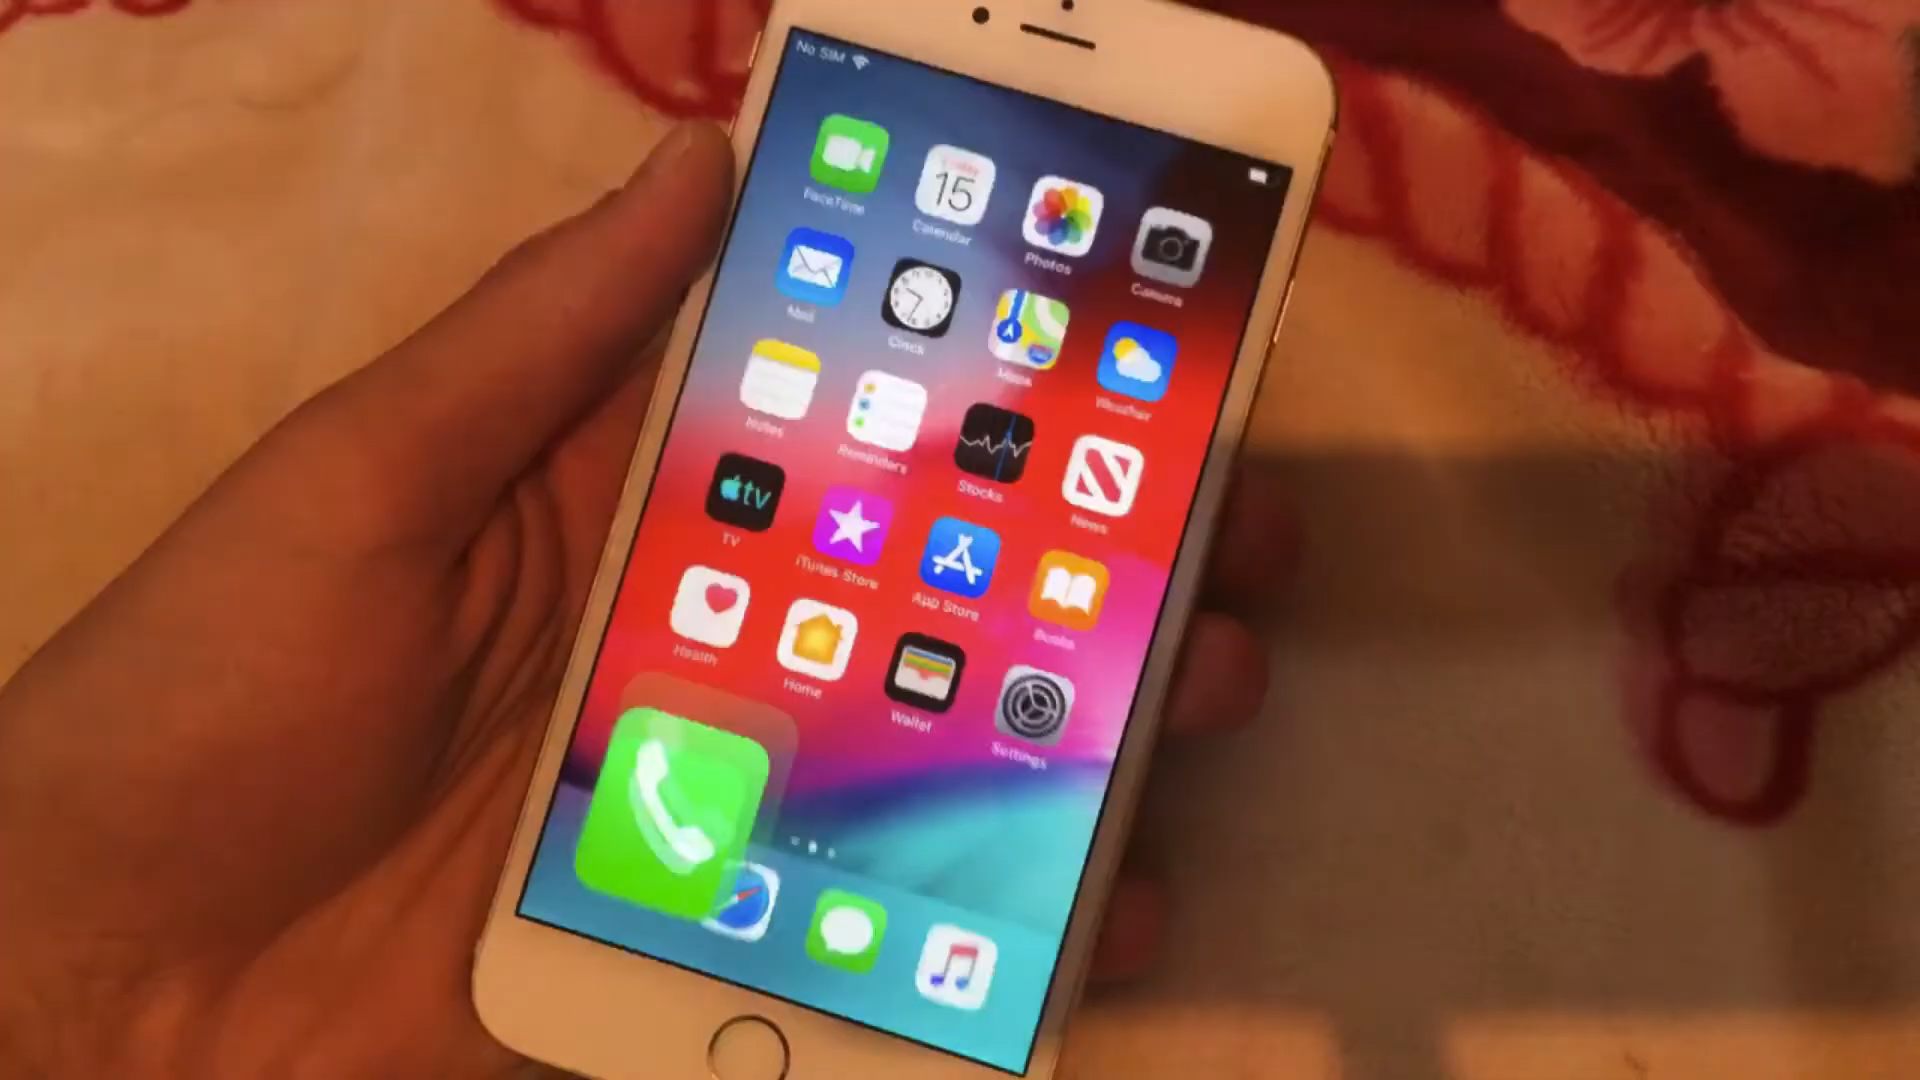 No SIM
FaceTime
15
Calendar
Photos
Camera
Mail
Clock
Maps
Weather
Notes
Reminders
Stocks
News
tv
TV
iTunes Store
App Store
Books
Health
Home
Wallet
Settings